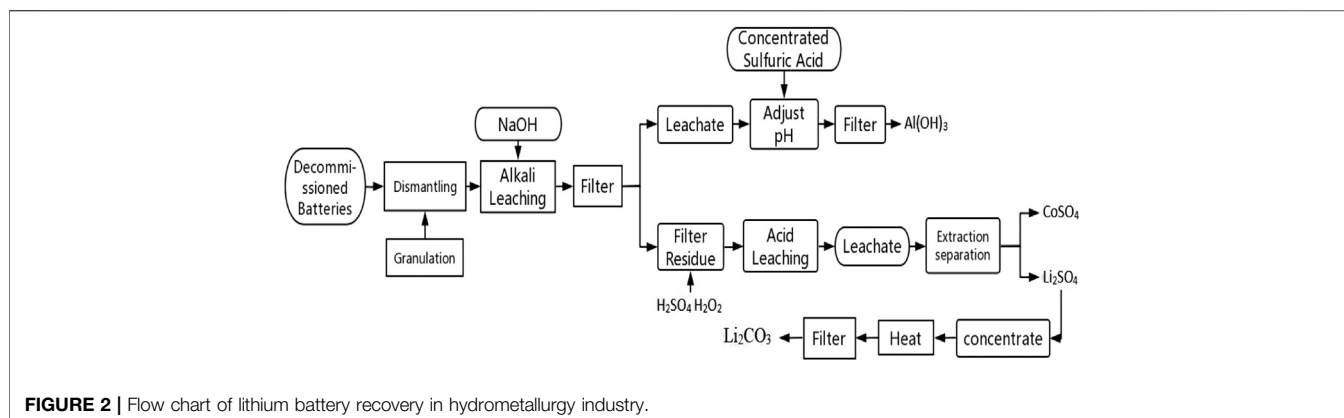 Concentrated
Sulfuric Acid
NaOH
Leachate
Adjust
pH
Filter
Al(OH)₃
Decommi-
ssioned
Batteries
Dismantling
Alkali
Leaching
Filter
Granulation
Filter
Residue
Acid
Leaching
Leachate
Extraction
separation
CoSO₄
Li₂SO₄
H₂SO₄ H₂O₂
Li₂CO₃
Filter
Heat
concentrate
FIGURE 2 | Flow chart of lithium battery recovery in hydrometallurgy industry.